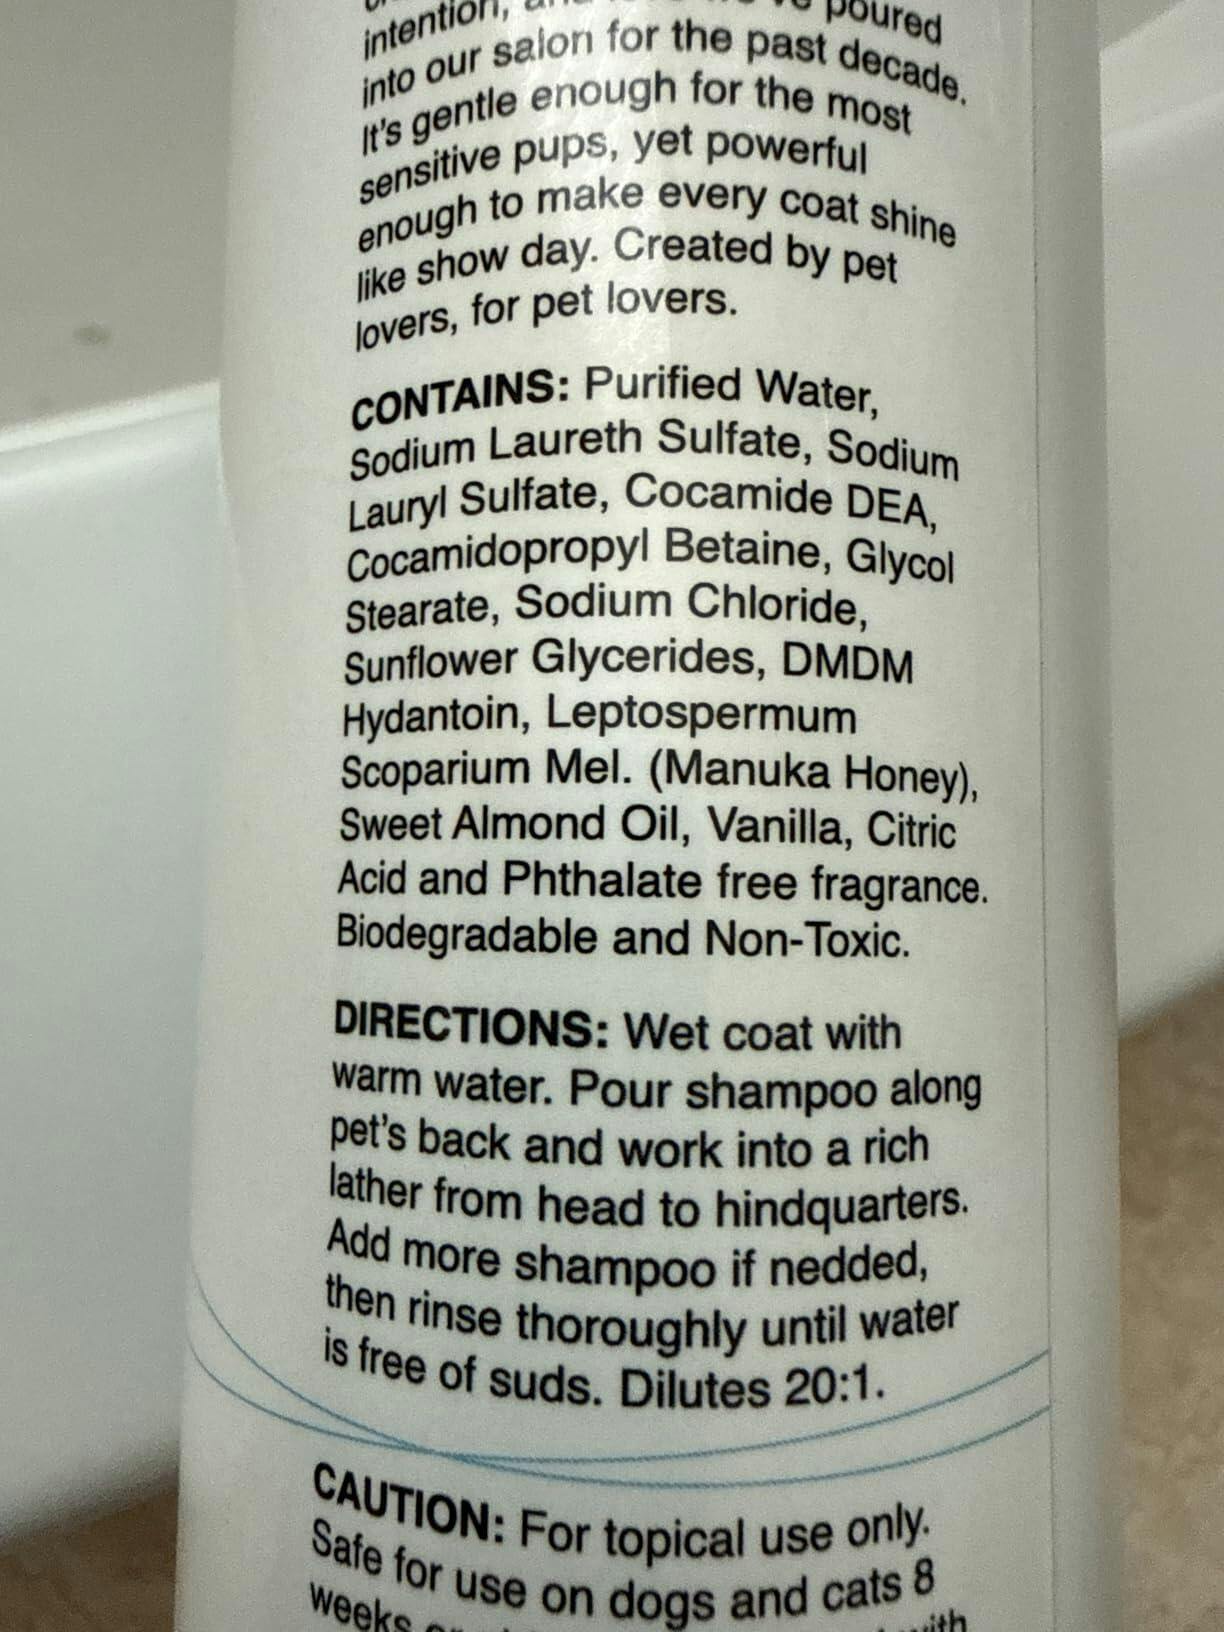 intention, poured
into our salon for the past decade.
It's gentle enough for the most
sensitive pups, yet powerful
enough to make every coat shine
like show day. Created by pet
lovers, for pet lovers.
CONTAINS: Purified Water,
Sodium Laureth Sulfate, Sodium
Lauryl Sulfate, Cocamide DEA,
Cocamidopropyl Betaine, Glycol
Stearate, Sodium Chloride,
Sunflower Glycerides, DMDM
Hydantoin, Leptospermum
Scoparium Mel. (Manuka Honey),
Sweet Almond Oil, Vanilla, Citric
Acid and Phthalate free fragrance.
Biodegradable and Non-Toxic.
DIRECTIONS: Wet coat with
warm water. Pour shampoo along
pet's back and work into a rich
lather from head to hindquarters.
Add more shampoo if nedded,
then rinse thoroughly until water
is free of suds. Dilutes 20:1.
CAUTION: For topical use only.
Safe for use on dogs and cats 8
weeks with